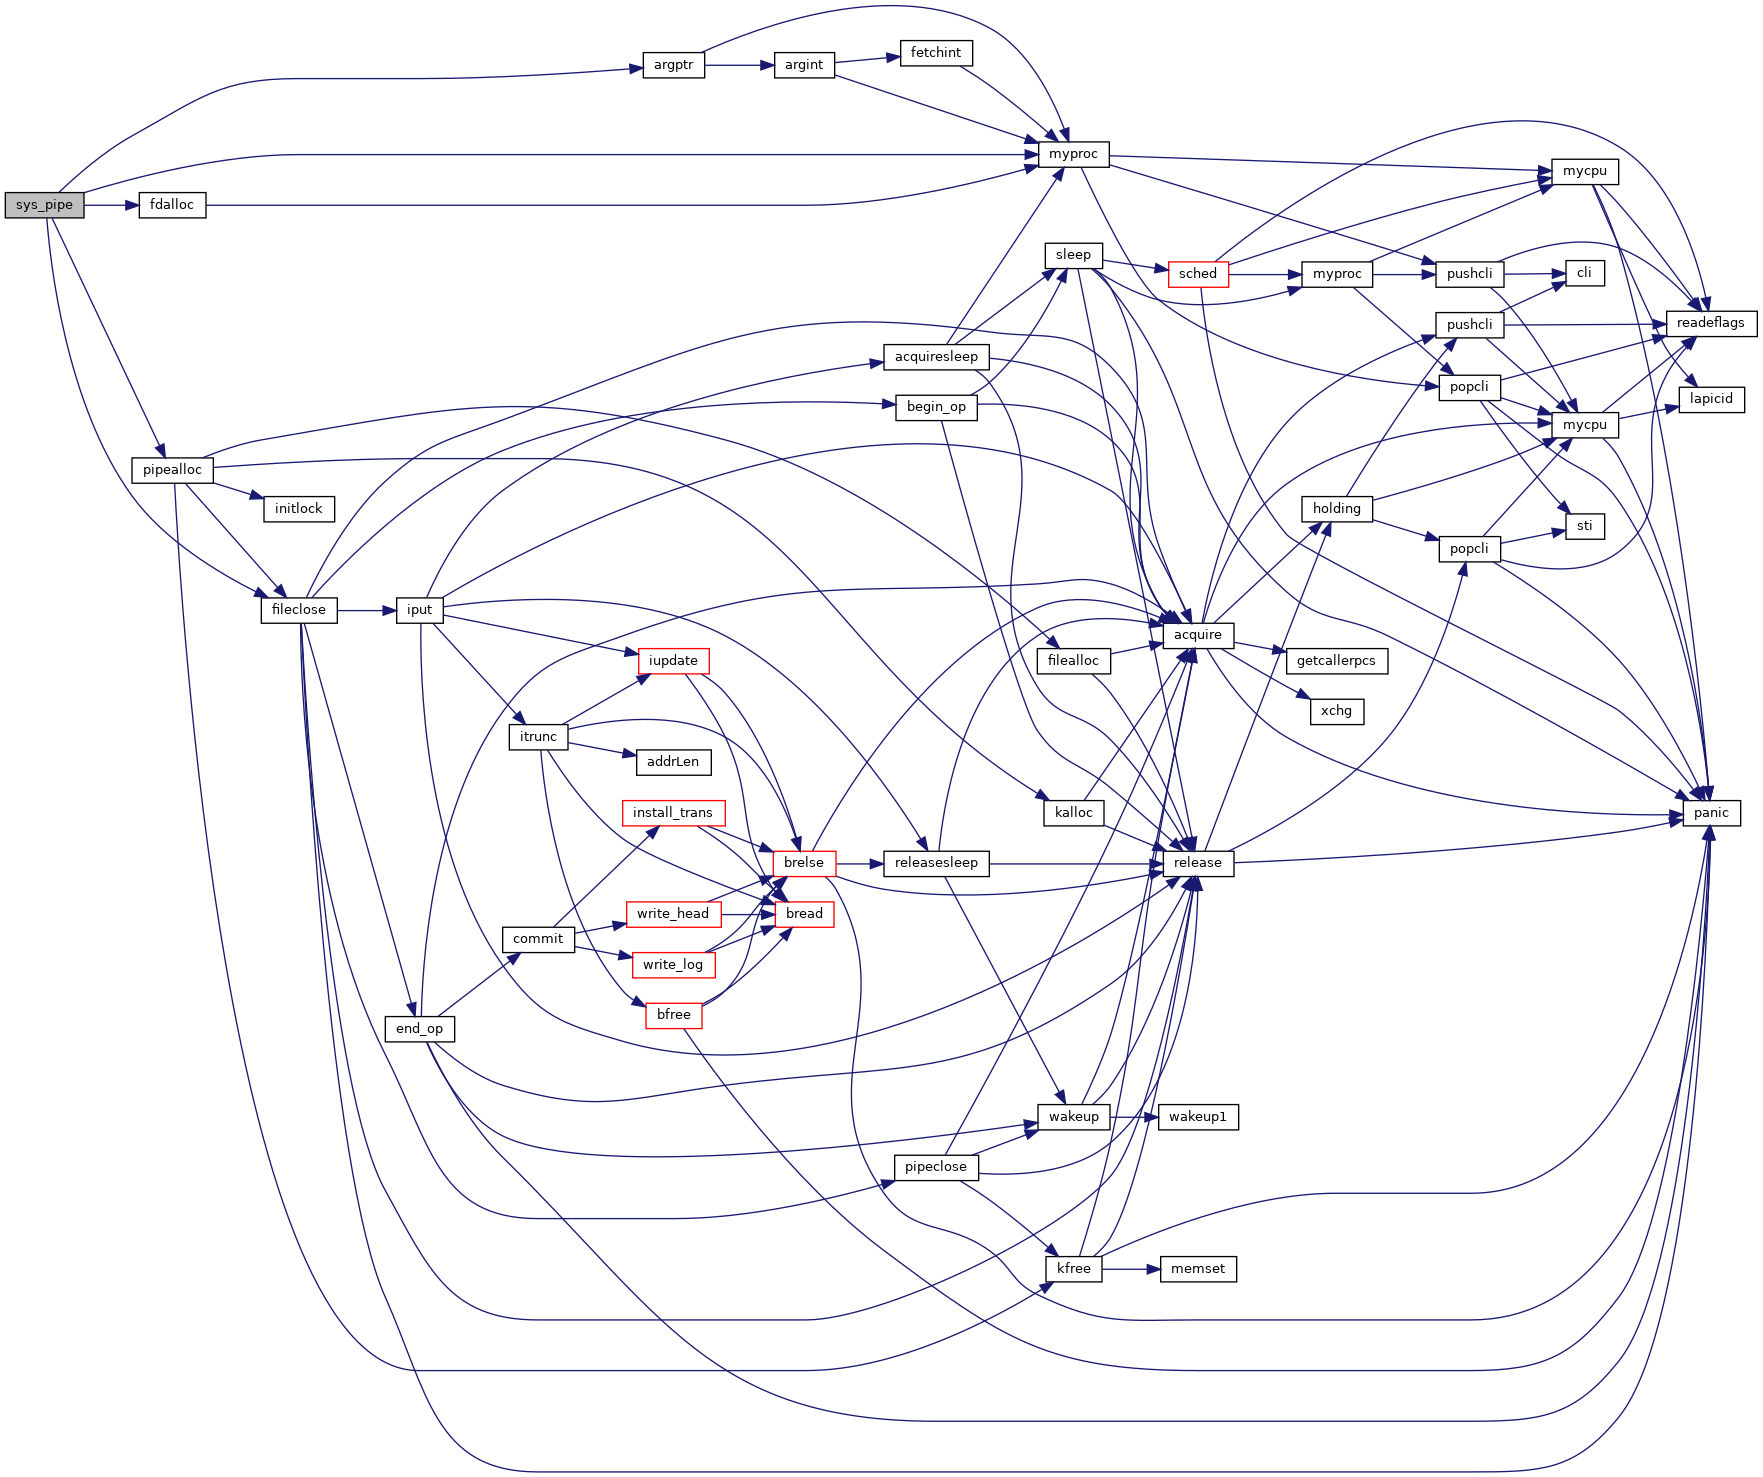 fetchint
argptr
argint
myproc
mycpu
sys_pipe
fdalloc
sleep
sched
myproc
pushcli
cli
pushcli
readeflags
acquiresleep
popcli
lapicid
begin_op
mycpu
pipealloc
initlock
holding
sti
popcli
fileclose
iput
acquire
iupdate
filealloc
getcallerpcs
xchg
itrunc
addrLen
install_trans
kalloc
panic
brelse
releasesleep
release
write_head
bread
commit
write_log
bfree
end_op
wakeup
wakeup1
pipeclose
kfree
memset